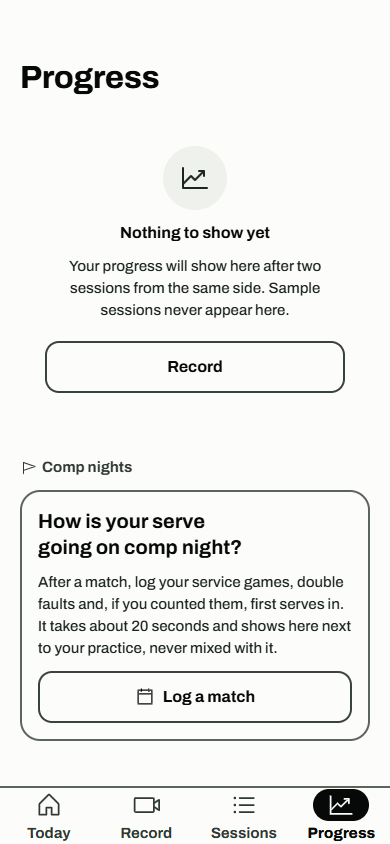 Progress
Nothing to show yet
Your progress will show here after two
sessions from the same side. Sample
sessions never appear here.
Record
Comp nights
How is your serve
going on comp night?
After a match, log your service games, double
faults and, if you counted them, first serves in.
It takes about 20 seconds and shows here next
to your practice, never mixed with it.
Log a match
Today
Record
Sessions
Progress